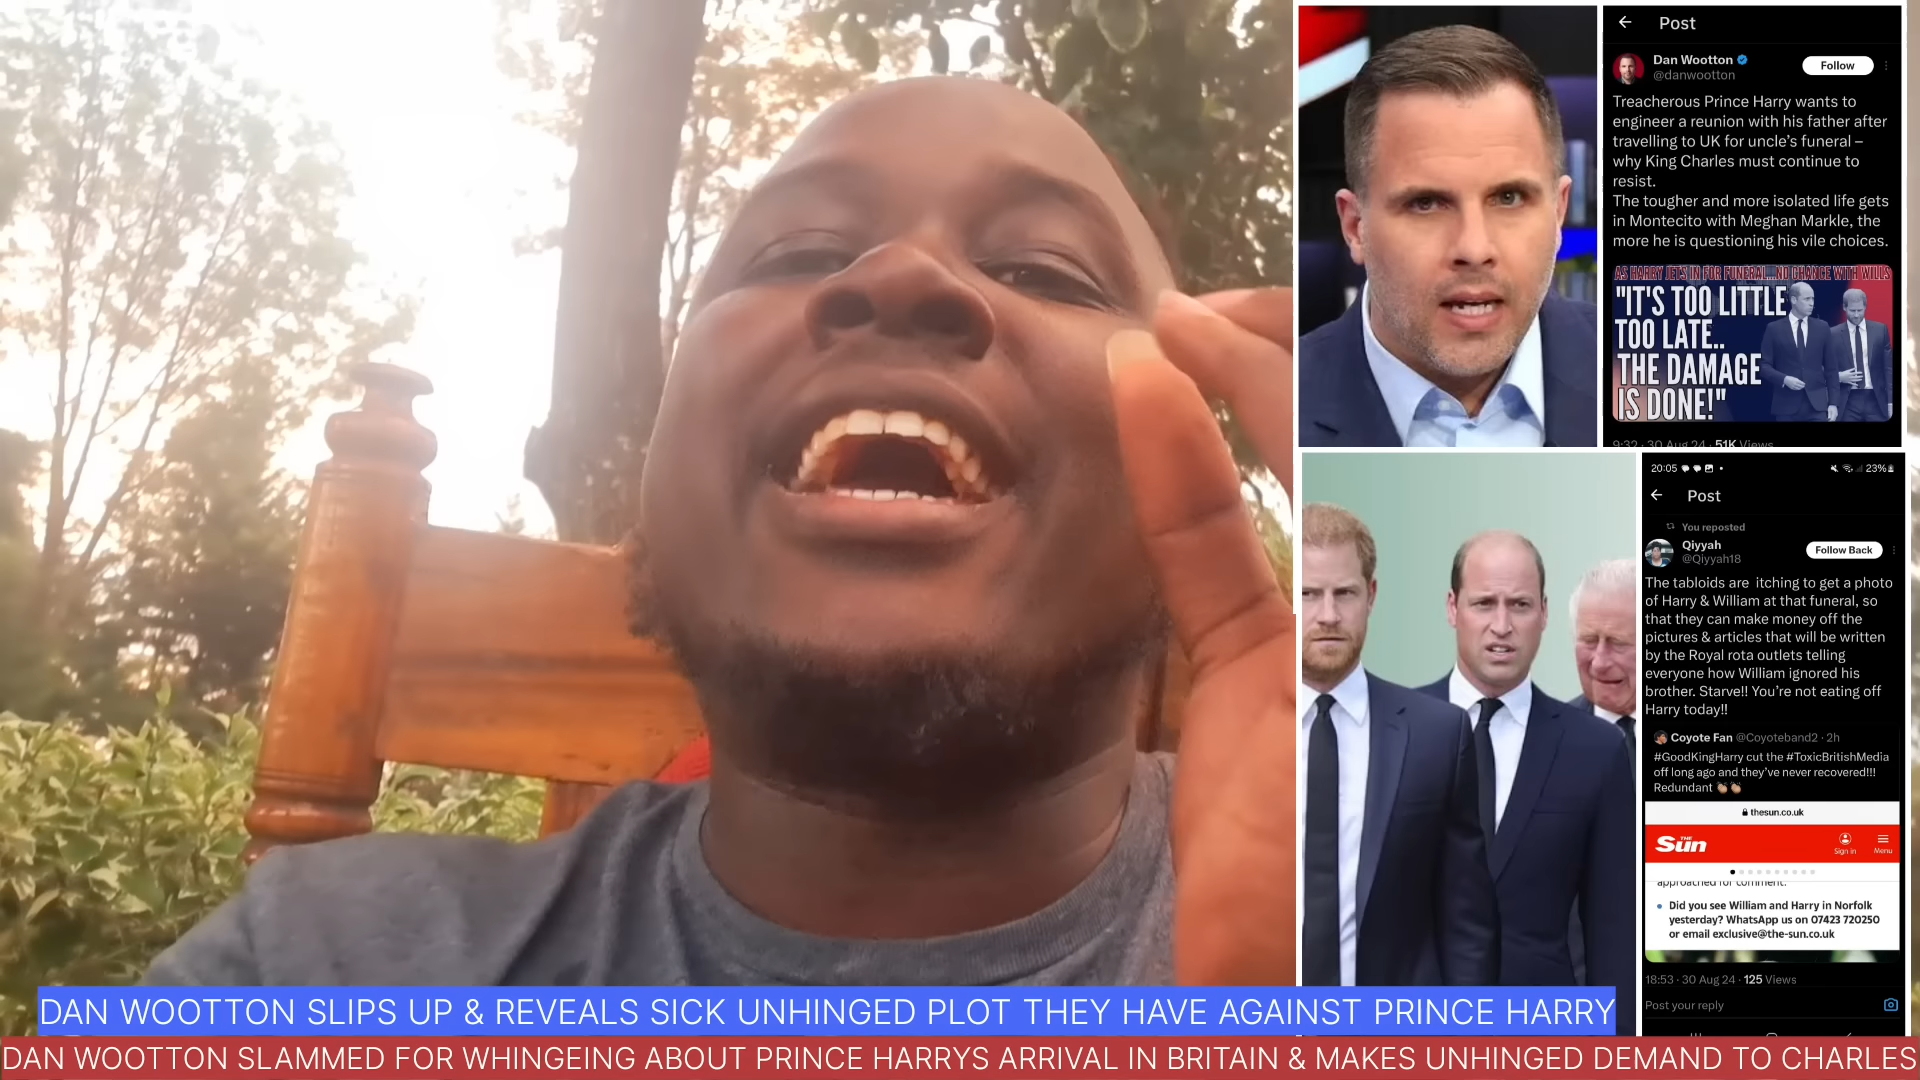 Post
Dan Wootton
@danwootton
Follow
Treacherous Prince Harry wants to
engineer a reunion with his father after
travelling to UK for uncle's funeral –
why King Charles must continue to
resist.
The tougher and more isolated life gets
in Montecito with Meghan Markle, the
more he is questioning his vile choices.
AS HARRY JETS IN FOR FUNERAL...NO CHANCE WITH WILLS
"IT'S TOO LITTLE
TOO LATE..
THE DAMAGE
IS DONE!"
9:32 · 30 Aug 24 · 51K Views
20:05
23%
Post
You reposted
Qiyyah
@Qiyyah18
Follow Back
The tabloids are itching to get a photo
of Harry & William at that funeral, so
that they can make money off the
pictures & articles that will be written
by the Royal rota outlets telling
everyone how William ignored his
brother. Starve!! You're not eating off
Harry today!!
Coyote Fan @Coyoteband2 · 2h
#GoodKingHarry cut the #ToxicBritishMedia
off long ago and they've never recovered!!!
Redundant 👏🏽👏🏽
thesun.co.uk
THE Sun
Sign in
Menu
approached for comment.
• Did you see William and Harry in Norfolk
yesterday? WhatsApp us on 07423 720250
or email exclusive@the-sun.co.uk
18:53 · 30 Aug 24 · 125 Views
Post your reply
DAN WOOTTON SLIPS UP & REVEALS SICK UNHINGED PLOT THEY HAVE AGAINST PRINCE HARRY
DAN WOOTTON SLAMMED FOR WHINGEING ABOUT PRINCE HARRYS ARRIVAL IN BRITAIN & MAKES UNHINGED DEMAND TO CHARLES